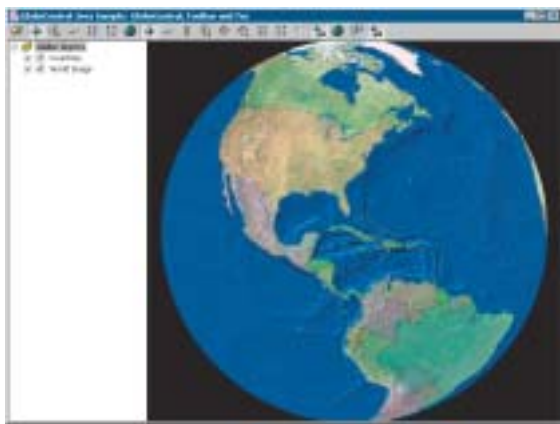 GlobeControl Java Sample: GlobeControl, Toolbar and Toc
Globe layers
Countries
World Image